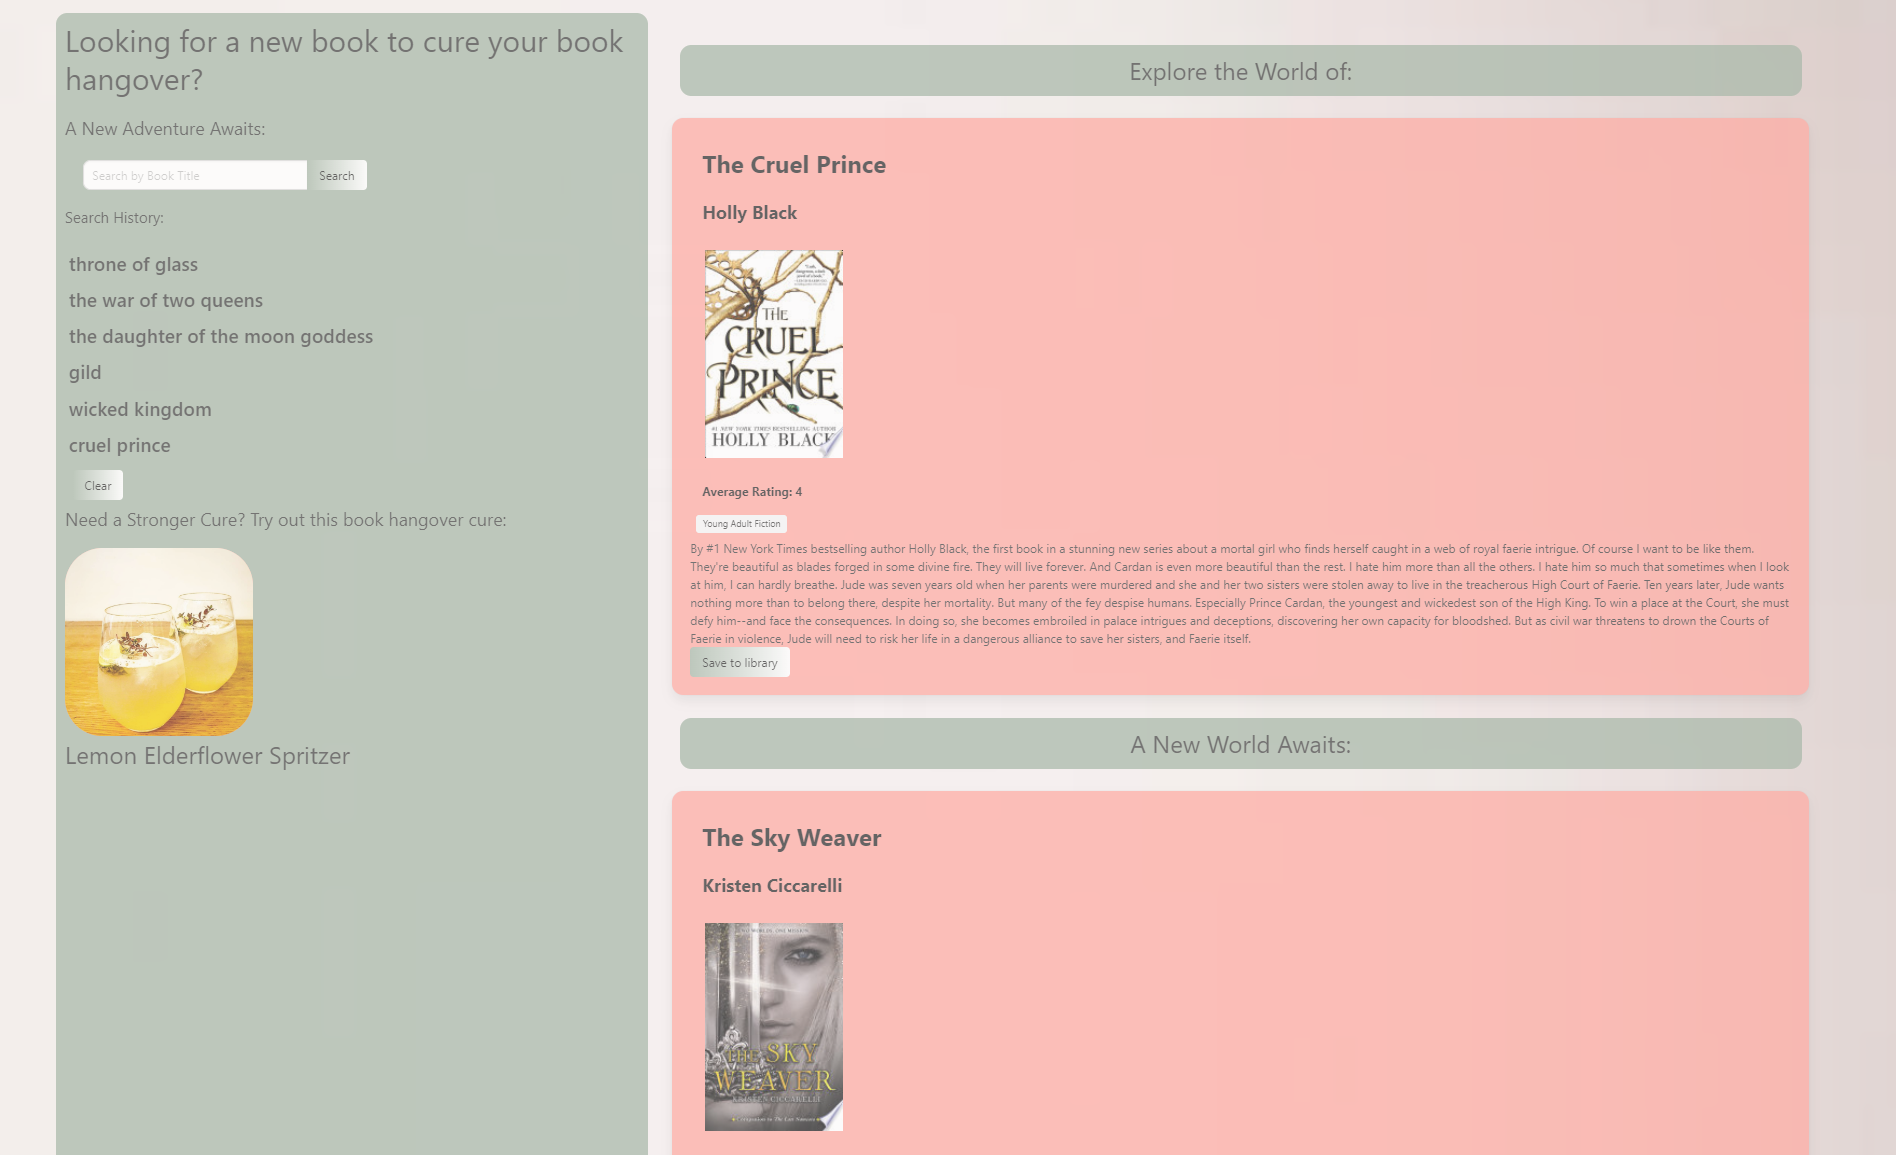 Looking for a new book to cure your book
hangover?
A New Adventure Awaits:
Search by Book Title
Search
Search History:
throne of glass
the war of two queens
the daughter of the moon goddess
gild
wicked kingdom
cruel prince
Clear
Need a Stronger Cure? Try out this book hangover cure:
Lemon Elderflower Spritzer
Explore the World of:
The Cruel Prince
Holly Black
THE
CRUEL
PRINCE
#1 NEW YORK TIMES BESTSELLING AUTHOR
HOLLY BLACK
Average Rating: 4
Young Adult Fiction
By #1 New York Times bestselling author Holly Black, the first book in a stunning new series about a mortal girl who finds herself caught in a web of royal faerie intrigue. Of course I want to be like them.
They're beautiful as blades forged in some divine fire. They will live forever. And Cardan is even more beautiful than the rest. I hate him more than all the others. I hate him so much that sometimes when I look
at him, I can hardly breathe. Jude was seven years old when her parents were murdered and she and her two sisters were stolen away to live in the treacherous High Court of Faerie. Ten years later, Jude wants
nothing more than to belong there, despite her mortality. But many of the fey despise humans. Especially Prince Cardan, the youngest and wickedest son of the High King. To win a place at the Court, she must
defy him--and face the consequences. In doing so, she becomes embroiled in palace intrigues and deceptions, discovering her own capacity for bloodshed. But as civil war threatens to drown the Courts of
Faerie in violence, Jude will need to risk her life in a dangerous alliance to save her sisters, and Faerie itself.
Save to library
A New World Awaits:
The Sky Weaver
Kristen Ciccarelli
TWO WORLDS, ONE MISSION
THE SKY
WEAVER
KRISTEN CICCARELLI